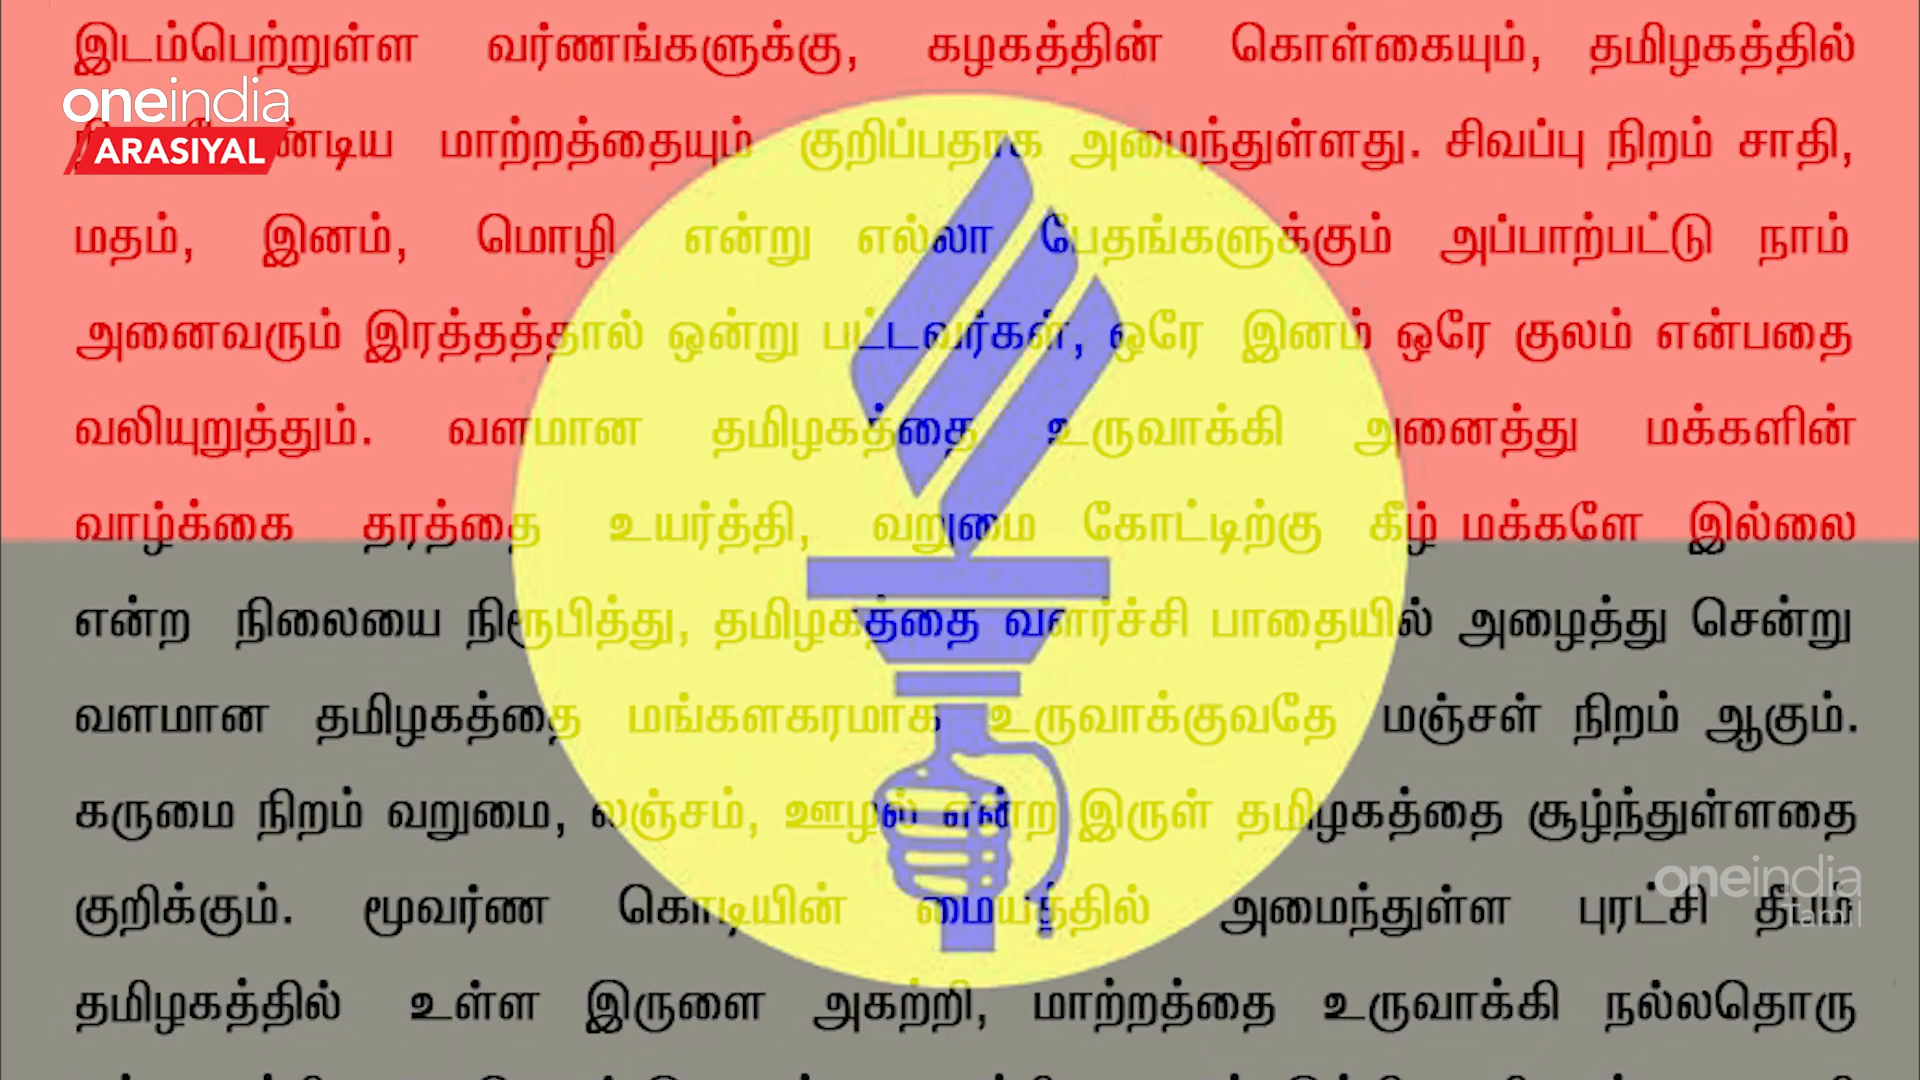 இடம்பெற்றுள்ள வர்ணங்களுக்கு, கழகத்தின் கொள்கையும், தமிழகத்தில்
oneindia
ARASIYAL
மாற்றத்தையும் குறிப்பதாக அமைந்துள்ளது. சிவப்பு நிறம் சாதி,
மதம், இனம், மொழி என்று எல்லா பேதங்களுக்கும் அப்பாற்பட்டு நாம்
அனைவரும் இரத்தத்தால் ஒன்று பட்டவர்கள், ஒரே இனம் ஒரே குலம் என்பதை
வலியுறுத்தும். வளமான தமிழகத்தை உருவாக்கி அனைத்து மக்களின்
வாழ்க்கை தரத்தை உயர்த்தி, வறுமை கோட்டிற்கு கீழ் மக்களே இல்லை
என்ற நிலையை நிரூபித்து, தமிழகத்தை வளர்ச்சி பாதையில் அழைத்து சென்று
வளமான தமிழகத்தை மங்களகரமாக உருவாக்குவதே மஞ்சள் நிறம் ஆகும்.
கருமை நிறம் வறுமை, லஞ்சம், ஊழல் என்ற இருள் தமிழகத்தை சூழ்ந்துள்ளதை
குறிக்கும். மூவர்ண கொடியின் மையத்தில் அமைந்துள்ள புரட்சி தீபம்
oneindia
Tamil
தமிழகத்தில் உள்ள இருளை அகற்றி, மாற்றத்தை உருவாக்கி நல்லதொரு